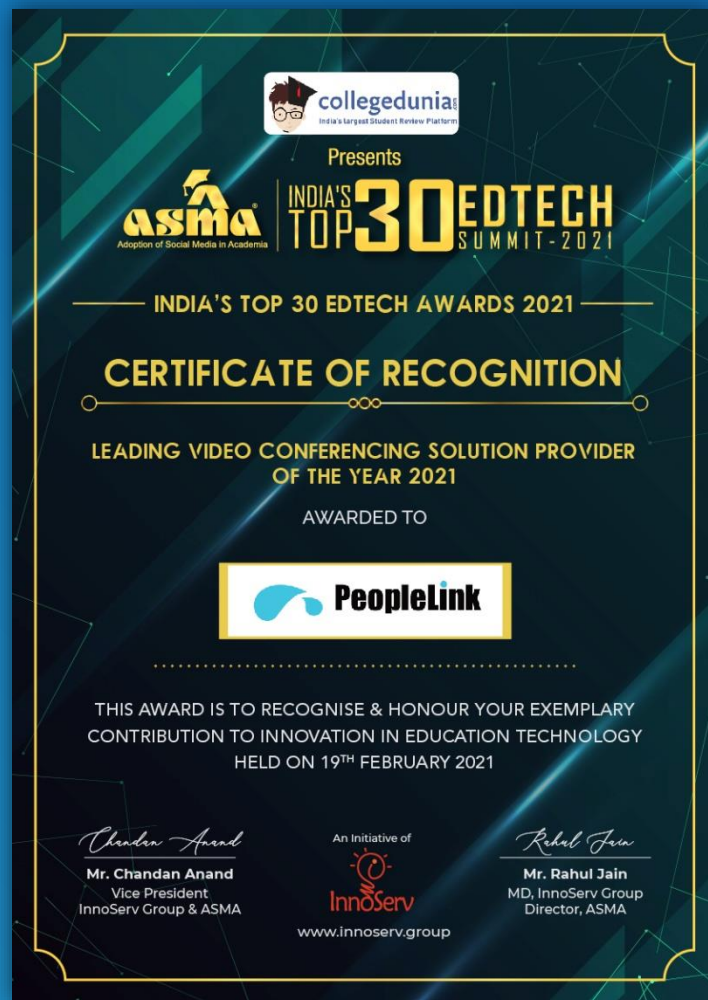 collegedunia.com
India's Largest Student Review Platform
Presents
asma®
Adoption of Social Media in Academia
INDIA'S
TOP 30 EDTECH
SUMMIT-2021
INDIA'S TOP 30 EDTECH AWARDS 2021
CERTIFICATE OF RECOGNITION
LEADING VIDEO CONFERENCING SOLUTION PROVIDER
OF THE YEAR 2021
AWARDED TO
PeopleLink
THIS AWARD IS TO RECOGNISE & HONOUR YOUR EXEMPLARY
CONTRIBUTION TO INNOVATION IN EDUCATION TECHNOLOGY
HELD ON 19TH FEBRUARY 2021
Chandan Anand
Mr. Chandan Anand
Vice President
InnoServ Group & ASMA
An Initiative of
InnoServ
www.innoserv.group
Rahul Jain
Mr. Rahul Jain
MD, InnoServ Group
Director, ASMA